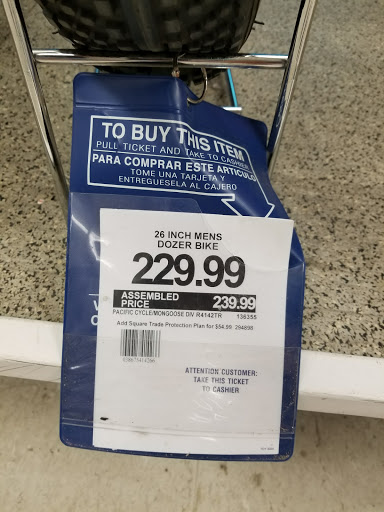 TO BUY THIS ITEM
PULL TICKET AND TAKE TO CASHIER
PARA COMPRAR ESTE ARTICULO
TOME UNA TARJETA Y
ENTREGUESELA AL CAJERO
26 INCH MENS
DOZER BIKE
229.99
ASSEMBLED PRICE 239.99
PACIFIC CYCLE/MONGOOSE DIV R4142TR 136355
Add Square Trade Protection Plan for $54.99 294898
ATTENTION CUSTOMER:
TAKE THIS TICKET
TO CASHIER